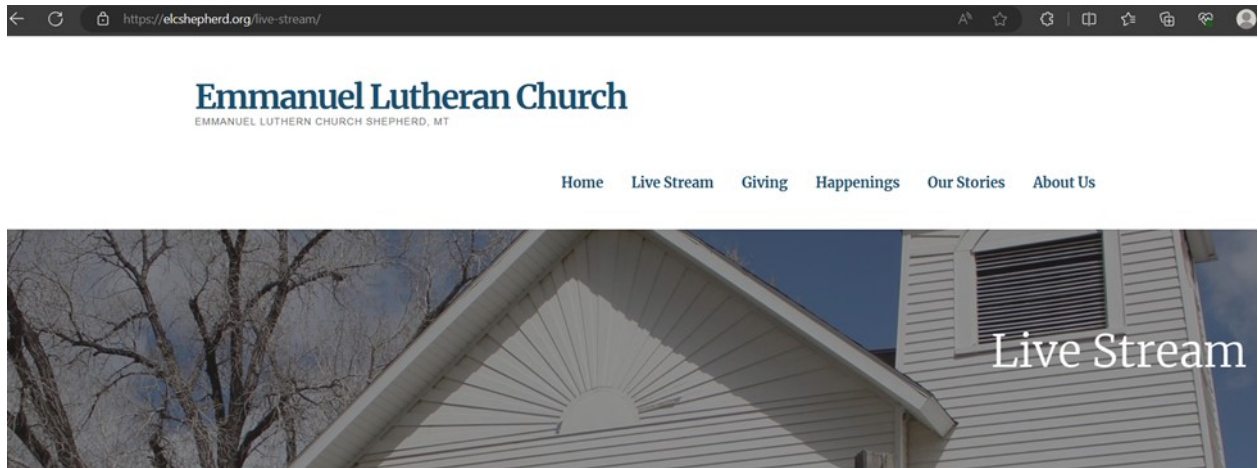 https://elcshepherd.org/live-stream/
Emmanuel Lutheran Church
EMMANUEL LUTHERN CHURCH SHEPHERD, MT
Home Live Stream Giving Happenings Our Stories About Us
Live Stream